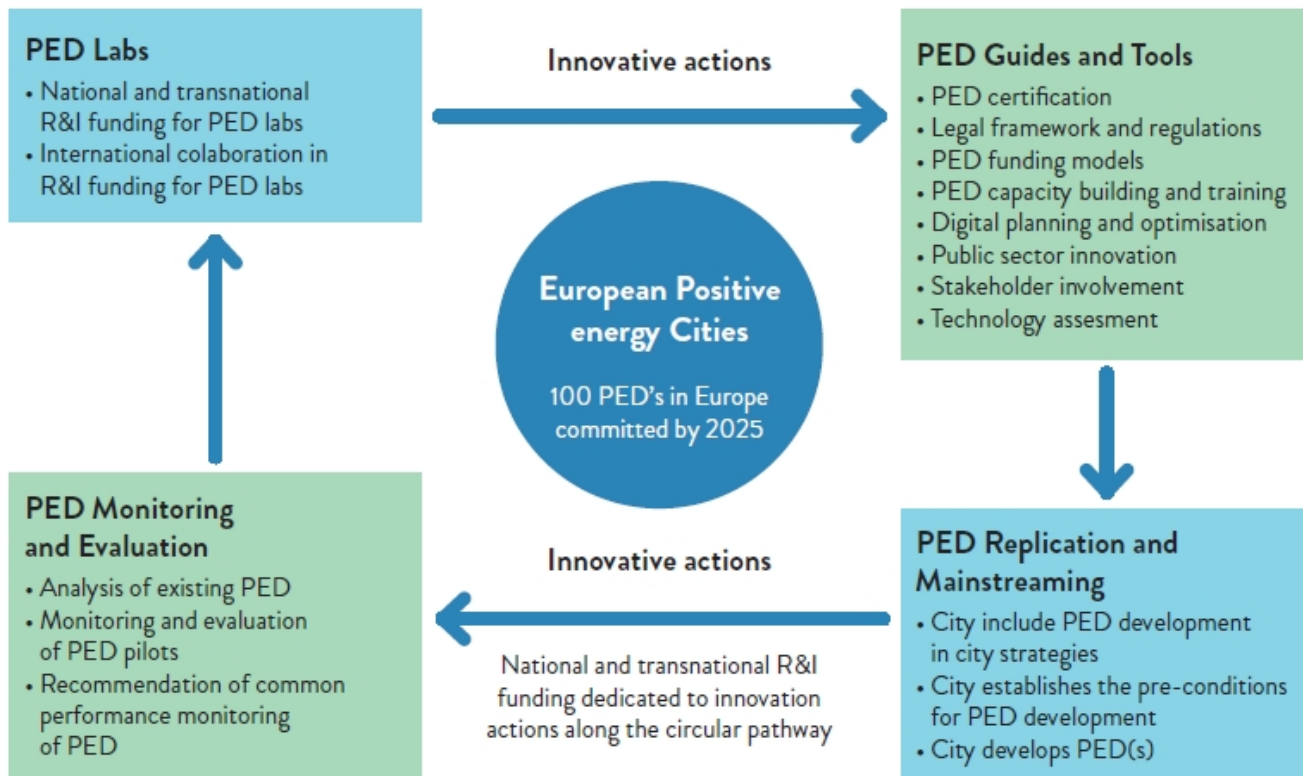 PED Labs
• National and transnational
R&I funding for PED labs
• International colaboration in
R&I funding for PED labs
Innovative actions
PED Guides and Tools
• PED certification
• Legal framework and regulations
• PED funding models
• PED capacity building and training
• Digital planning and optimisation
• Public sector innovation
• Stakeholder involvement
• Technology assesment
European Positive
energy Cities
100 PED's in Europe
committed by 2025
PED Monitoring
and Evaluation
• Analysis of existing PED
• Monitoring and evaluation
of PED pilots
• Recommendation of common
performance monitoring
of PED
Innovative actions
National and transnational R&I
funding dedicated to innovation
actions along the circular pathway
PED Replication and
Mainstreaming
• City include PED development
in city strategies
• City establishes the pre-conditions
for PED development
• City develops PED(s)